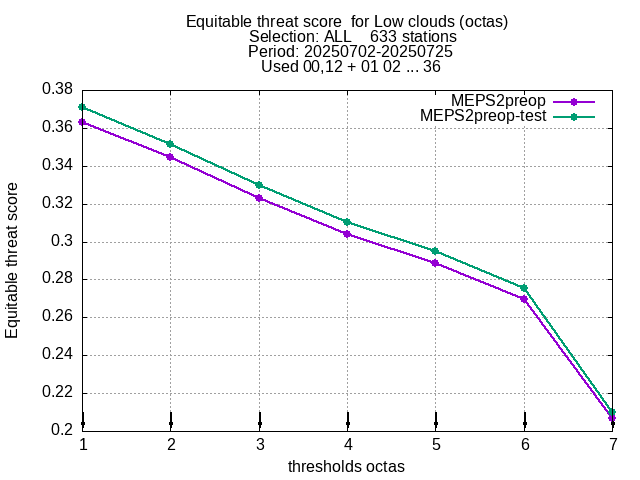 Equitable threat score  for Low clouds (octas)
Selection: ALL    633 stations
Period: 20250702-20250725
Used 00,12 + 01 02 ... 36
MEPS2preop
MEPS2preop-test
Equitable threat score
0.38
0.36
0.34
0.32
0.3
0.28
0.26
0.24
0.22
0.2
1 2 3 4 5 6 7
thresholds octas